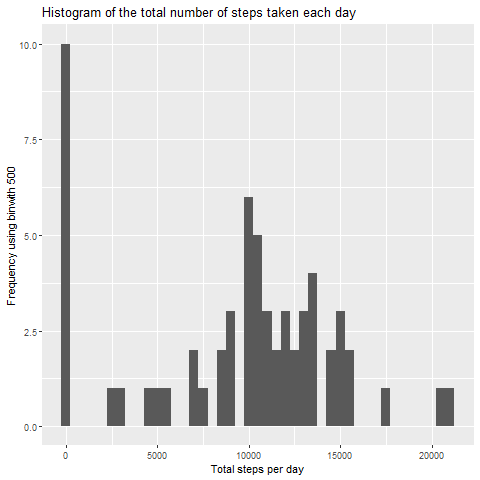 Histogram of the total number of steps taken each day
10.0
7.5
5.0
2.5
0.0
Frequency using binwith 500
0 5000 10000 15000 20000
Total steps per day